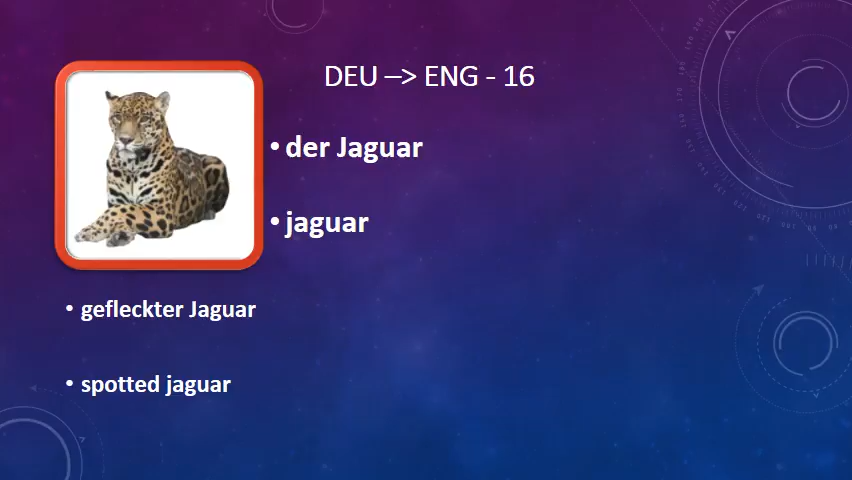 DEU –> ENG - 16
• der Jaguar
• jaguar
• gefleckter Jaguar
• spotted jaguar